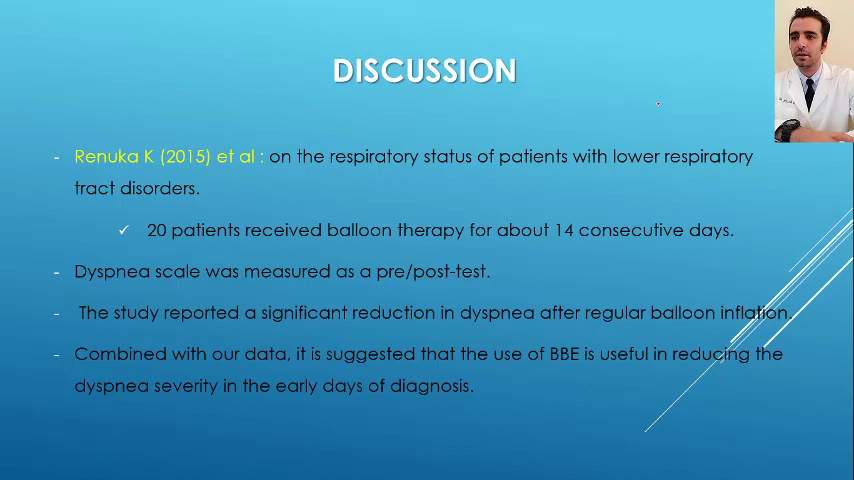 DISCUSSION
- Renuka K (2015) et al : on the respiratory status of patients with lower respiratory
tract disorders.
✓ 20 patients received balloon therapy for about 14 consecutive days.
- Dyspnea scale was measured as a pre/post-test.
- The study reported a significant reduction in dyspnea after regular balloon inflation.
- Combined with our data, it is suggested that the use of BBE is useful in reducing the
dyspnea severity in the early days of diagnosis.